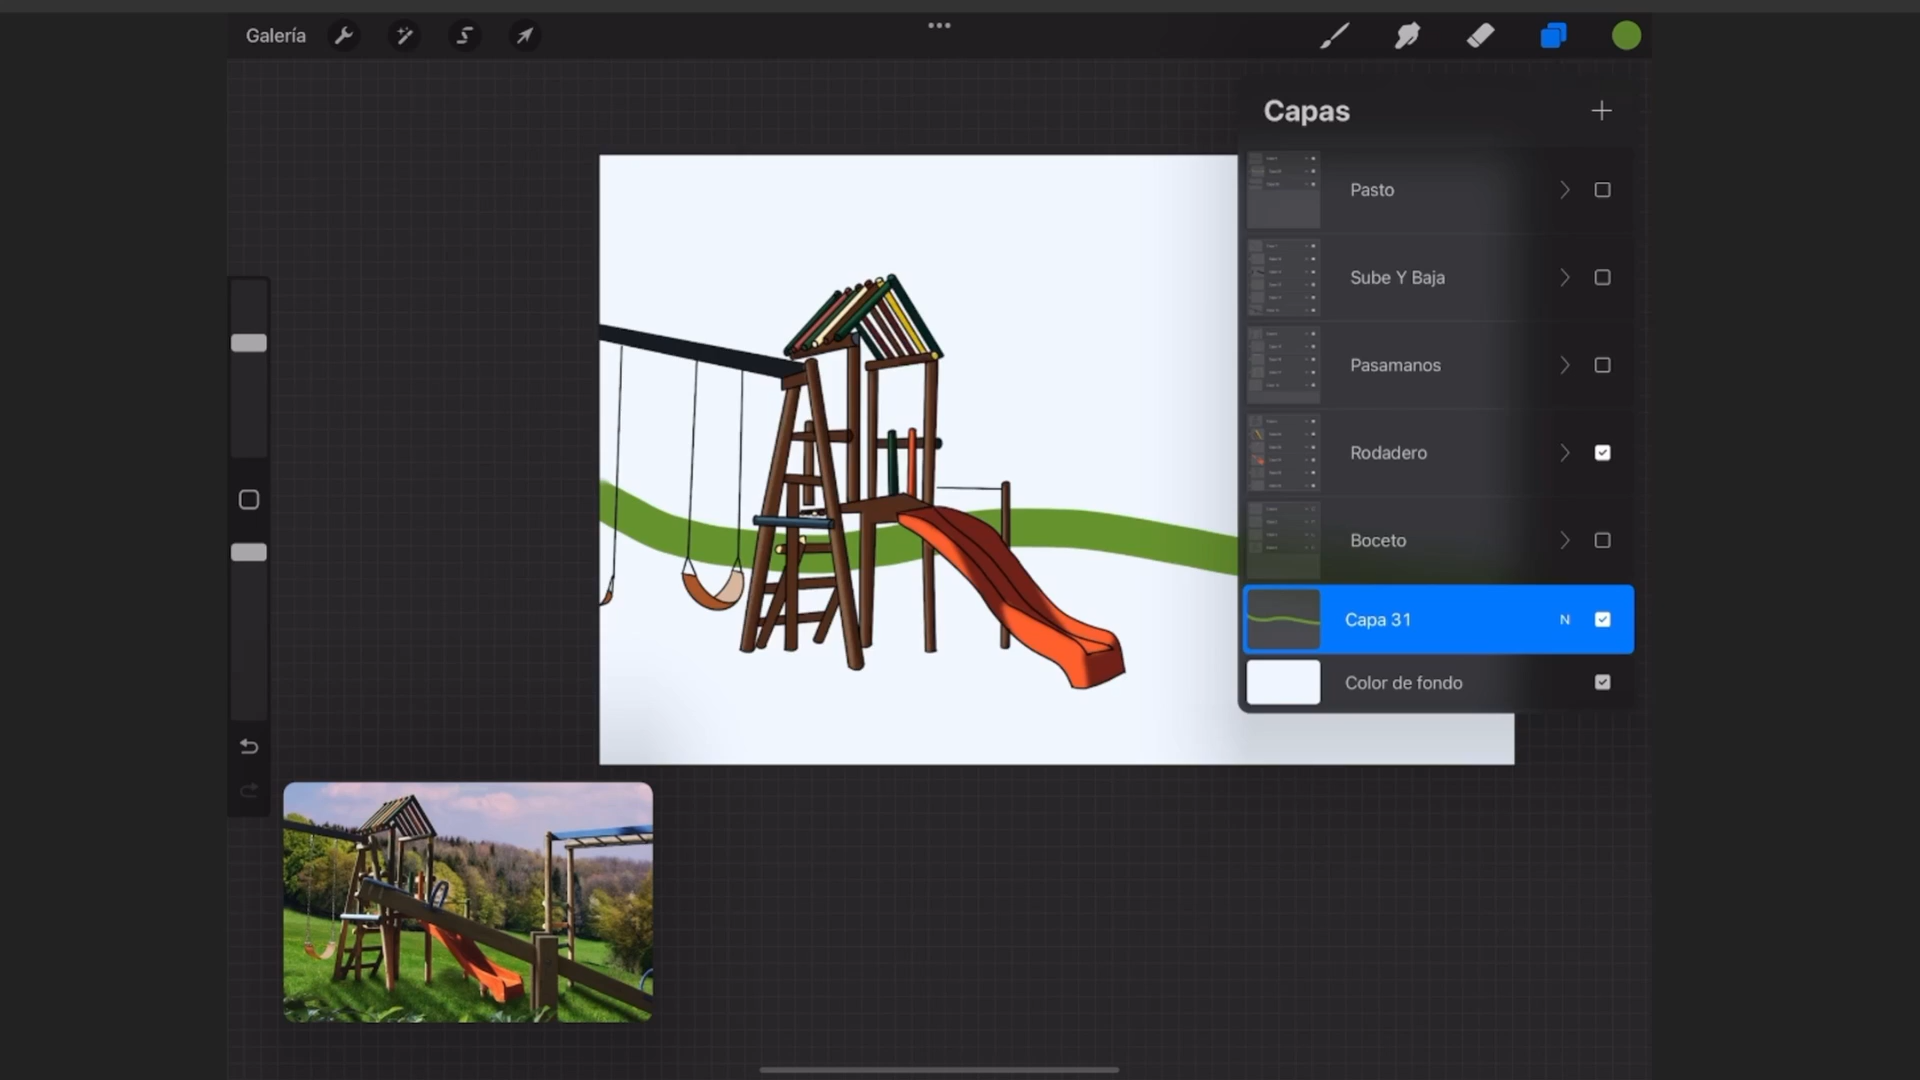 Galería
Capas
Pasto
Sube Y Baja
Pasamanos
Rodadero
Boceto
Capa 31
N
Color de fondo